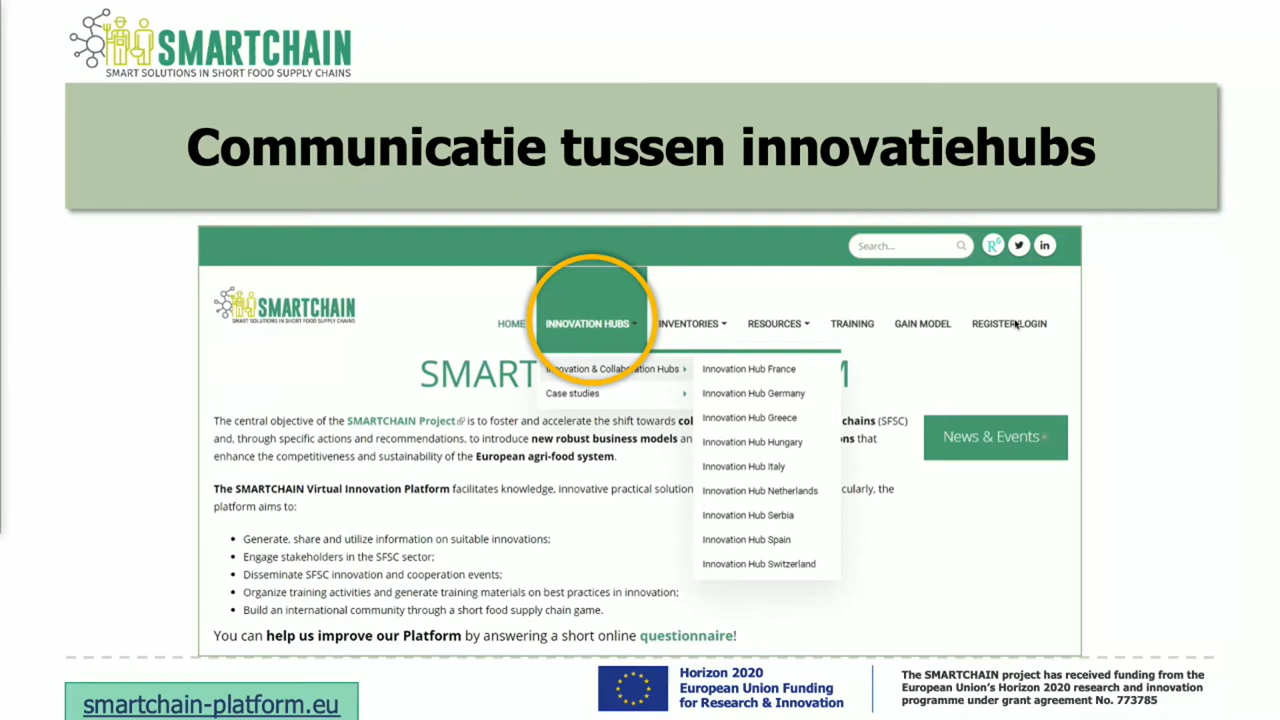 SMARTCHAIN
SMART SOLUTIONS IN SHORT FOOD SUPPLY CHAINS
Communicatie tussen innovatiehubs
Search...
R G
in
SMARTCHAIN
SMART SOLUTIONS IN SHORT FOOD SUPPLY CHAINS
HOME INNOVATION HUBS INVENTORIES RESOURCES TRAINING GAIN MODEL REGISTER/LOGIN
SMART M
Innovation & Collaboration Hubs
Case studies
Innovation Hub France
Innovation Hub Germany
Innovation Hub Greece
Innovation Hub Hungary
Innovation Hub Italy
Innovation Hub Netherlands
Innovation Hub Serbia
Innovation Hub Spain
Innovation Hub Switzerland
The central objective of the SMARTCHAIN Project is to foster and accelerate the shift towards chains (SFSC)
and, through specific actions and recommendations, to introduce new robust business models that
enhance the competitiveness and sustainability of the European agri-food system.
News & Events
The SMARTCHAIN Virtual Innovation Platform facilitates knowledge, innovative practical the
platform aims to:
• Generate, share and utilize information on suitable innovations;
• Engage stakeholders in the SFSC sector;
• Disseminate SFSC innovation and cooperation events;
• Organize training activities and generate training materials on best practices in innovation;
• Build an international community through a short food supply chain game.
You can help us improve our Platform by answering a short online questionnaire!
smartchain-platform.eu
Horizon 2020
European Union Funding
for Research & Innovation
The SMARTCHAIN project has received funding from the
European Union's Horizon 2020 research and innovation
programme under grant agreement No. 773785